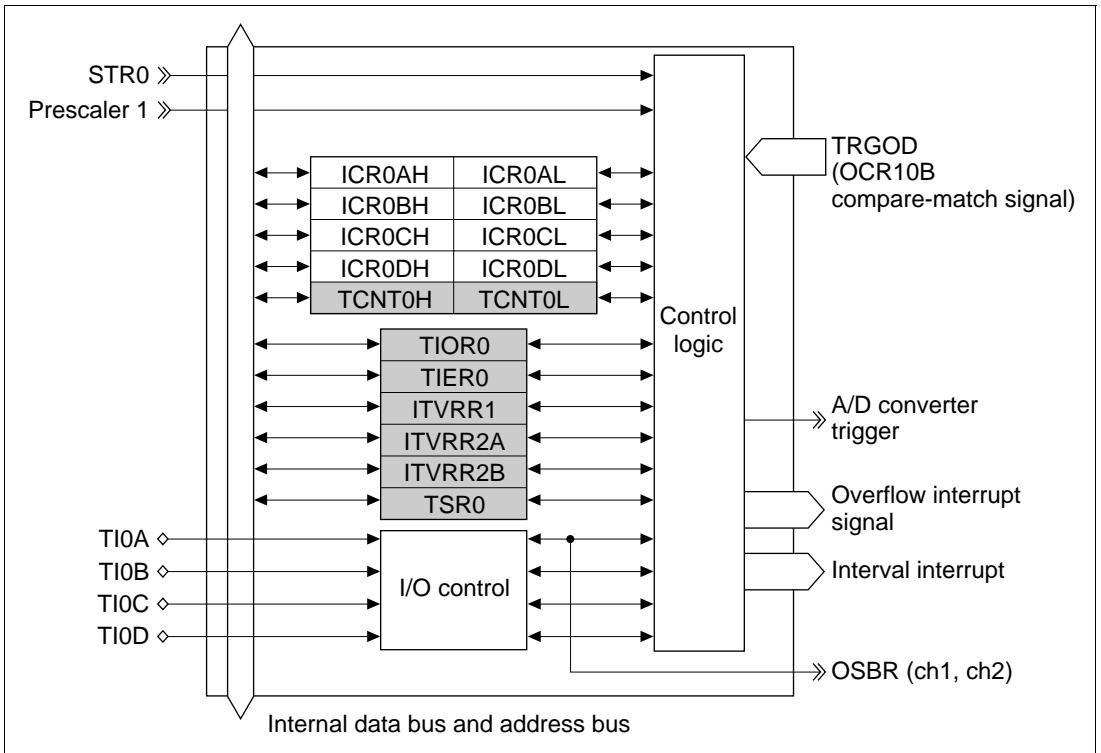 STR0
Prescaler 1
TRGOD
(OCR10B
compare-match signal)
ICR0AH ICR0AL
ICR0BH ICR0BL
ICR0CH ICR0CL
ICR0DH ICR0DL
TCNT0H TCNT0L
Control
logic
TIOR0
TIER0
ITVRR1
ITVRR2A
ITVRR2B
TSR0
A/D converter
trigger
Overflow interrupt
signal
Interval interrupt
TI0A
TI0B
TI0C
TI0D
I/O control
OSBR (ch1, ch2)
Internal data bus and address bus